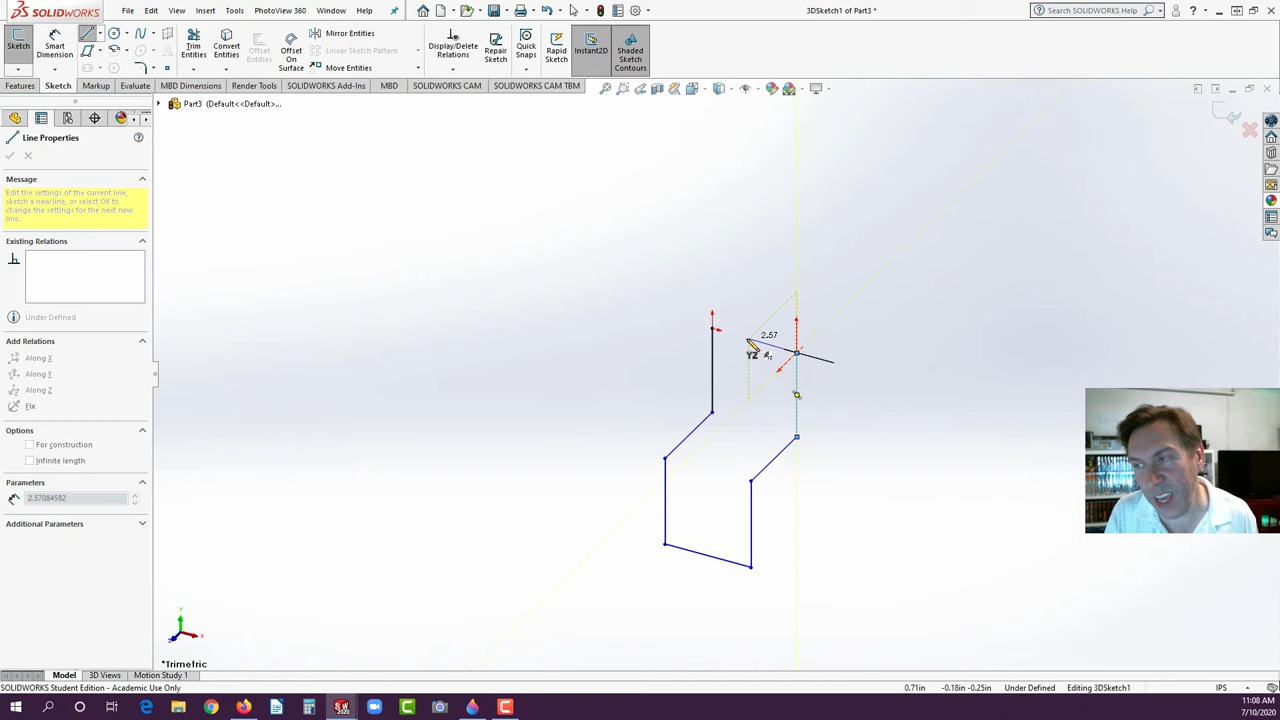 SOLIDWORKS
File Edit View Insert Tools PhotoView 360 Window Help
3DSketch1 of Part3 *
Search SOLIDWORKS Help
Sketch
Smart Dimension
Trim Entities
Convert Entities
Offset Entities
Offset On Surface
Mirror Entities
Linear Sketch Pattern
Move Entities
Display/Delete Relations
Repair Sketch
Quick Snaps
Rapid Sketch
Instant2D
Shaded Sketch Contours
Features Sketch Markup Evaluate MBD Dimensions Render Tools SOLIDWORKS Add-Ins MBD SOLIDWORKS CAM SOLIDWORKS CAM TBM
Part3 (Default<<Default>...
Line Properties
Message
Edit the settings of the current line,
sketch a new line, or select OK to
change the settings for the next new
line.
Existing Relations
Under Defined
Add Relations
Along X
Along Y
Along Z
Fix
Options
For construction
Infinite length
Parameters
2.57084582
Additional Parameters
2.57
YZ
Y
X
*Trimetric
Model 3D Views Motion Study 1
SOLIDWORKS Student Edition - Academic Use Only
0.71in -0.18in -0.25in Under Defined Editing 3DSketch1 IPS
11:08 AM
7/10/2020